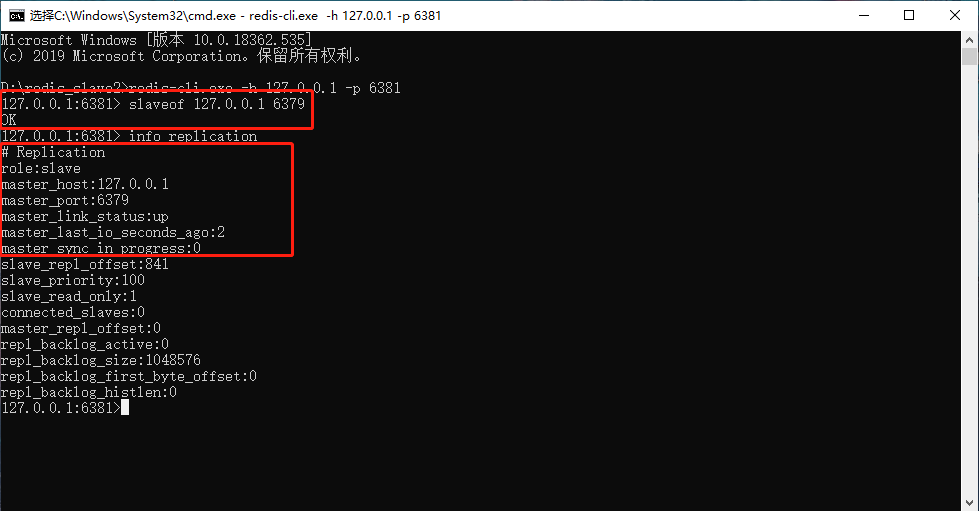 选择C:\Windows\System32\cmd.exe - redis-cli.exe -h 127.0.0.1 -p 6381
Microsoft Windows [版本 10.0.18362.535]
(c) 2019 Microsoft Corporation。保留所有权利。
D:\redis_slave2>redis-cli.exe -h 127.0.0.1 -p 6381
127.0.0.1:6381> slaveof 127.0.0.1 6379
OK
127.0.0.1:6381> info replication
# Replication
role:slave
master_host:127.0.0.1
master_port:6379
master_link_status:up
master_last_io_seconds_ago:2
master_sync_in_progress:0
slave_repl_offset:841
slave_priority:100
slave_read_only:1
connected_slaves:0
master_repl_offset:0
repl_backlog_active:0
repl_backlog_size:1048576
repl_backlog_first_byte_offset:0
repl_backlog_histlen:0
127.0.0.1:6381>